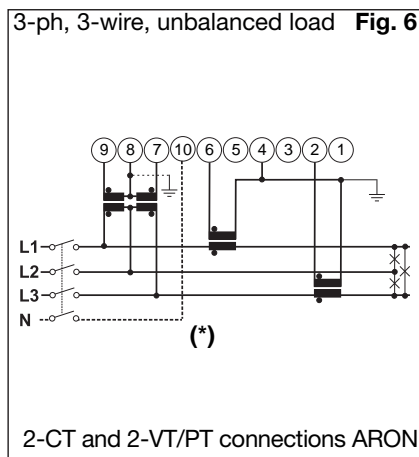 3-ph, 3-wire, unbalanced load Fig. 6
9 8 7 10 6 5 4 3 2 1
L1
L2
L3
N
(*)
2-CT and 2-VT/PT connections ARON